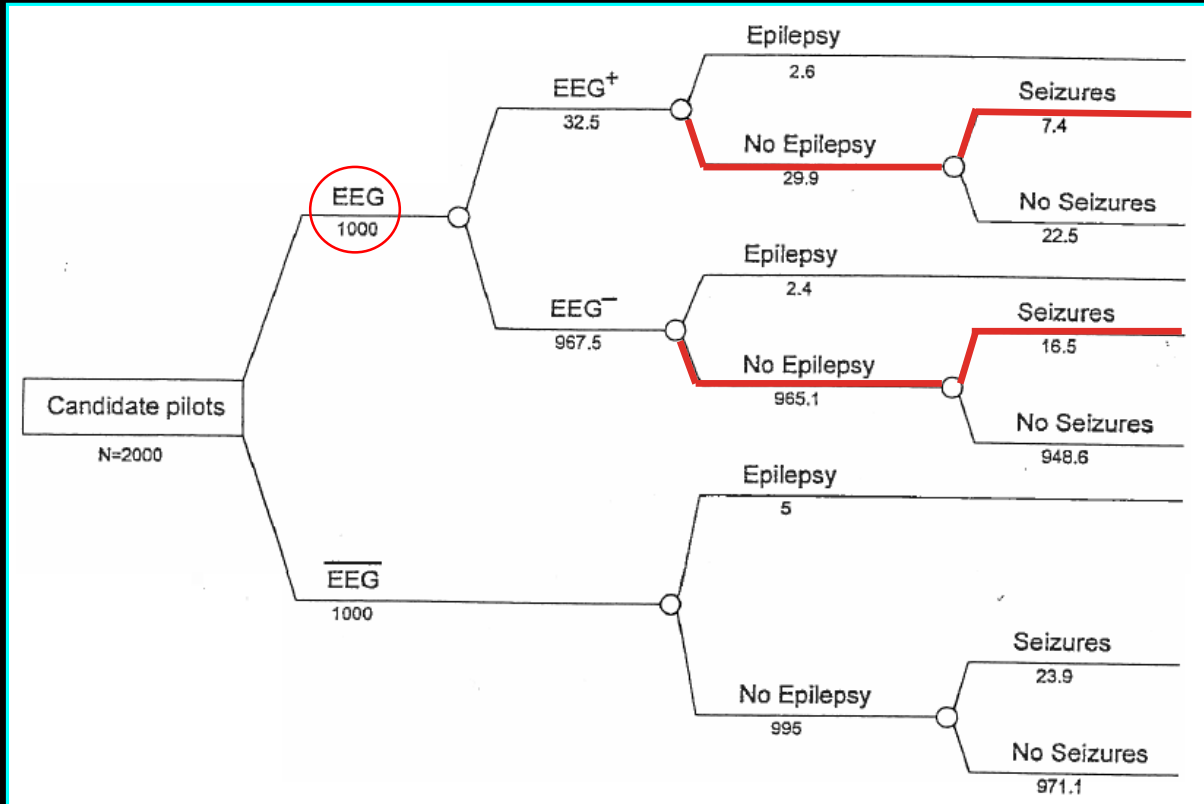 Epilepsy
2.6
EEG⁺
32.5
Seizures
7.4
No Epilepsy
29.9
No Seizures
22.5
EEG
1000
Epilepsy
2.4
EEG⁻
967.5
Seizures
16.5
No Epilepsy
965.1
No Seizures
948.6
Candidate pilots
N=2000
Epilepsy
5
E̅E̅G̅
1000
Seizures
23.9
No Epilepsy
995
No Seizures
971.1